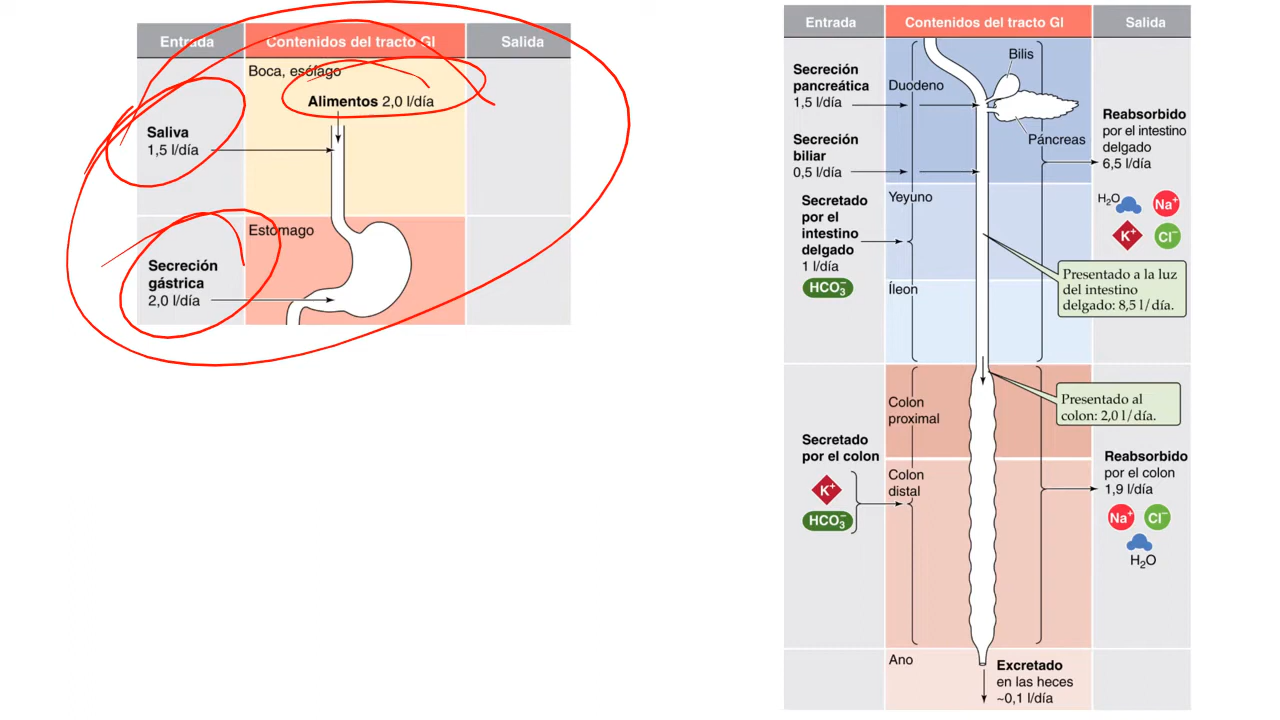 Entrada
Contenidos del tracto GI
Salida
Boca, esófago
Alimentos 2,0 l/día
Saliva
1,5 l/día
Estómago
Secreción
gástrica
2,0 l/día
Entrada
Contenidos del tracto GI
Salida
Bilis
Secreción
pancreática
1,5 l/día
Duodeno
Páncreas
Reabsorbido
por el intestino
delgado
6,5 l/día
Secreción
biliar
0,5 l/día
H2O
Na+
K+
Cl−
Yeyuno
Secretado
por el
intestino
delgado
1 l/día
HCO3−
Presentado a la luz
del intestino
delgado: 8,5 l/día.
Íleon
Presentado al
colon: 2,0 l/día.
Colon
proximal
Secretado
por el colon
K+
HCO3−
Colon
distal
Reabsorbido
por el colon
1,9 l/día
Na+
Cl−
H2O
Ano
Excretado
en las heces
~0,1 l/día